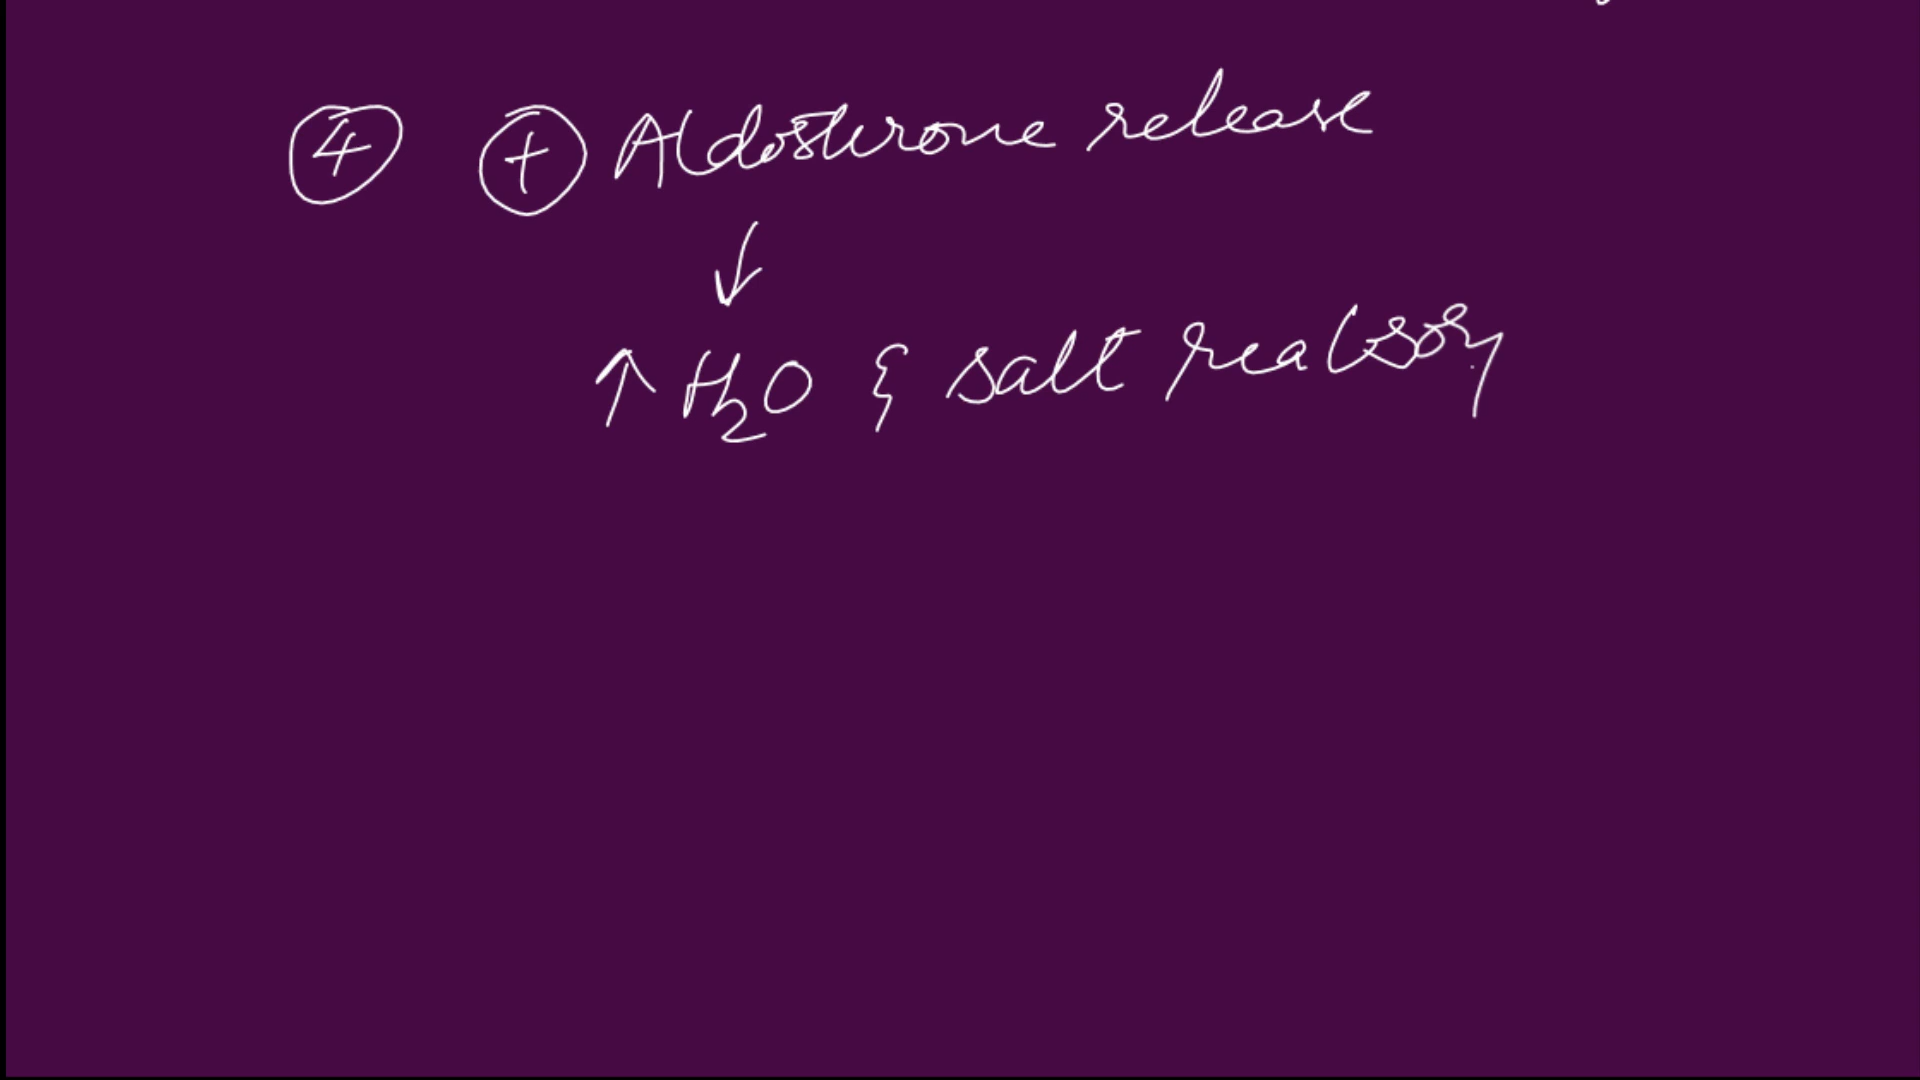 ④ ⊕ Aldosterone release
↓
↑ H₂O & salt